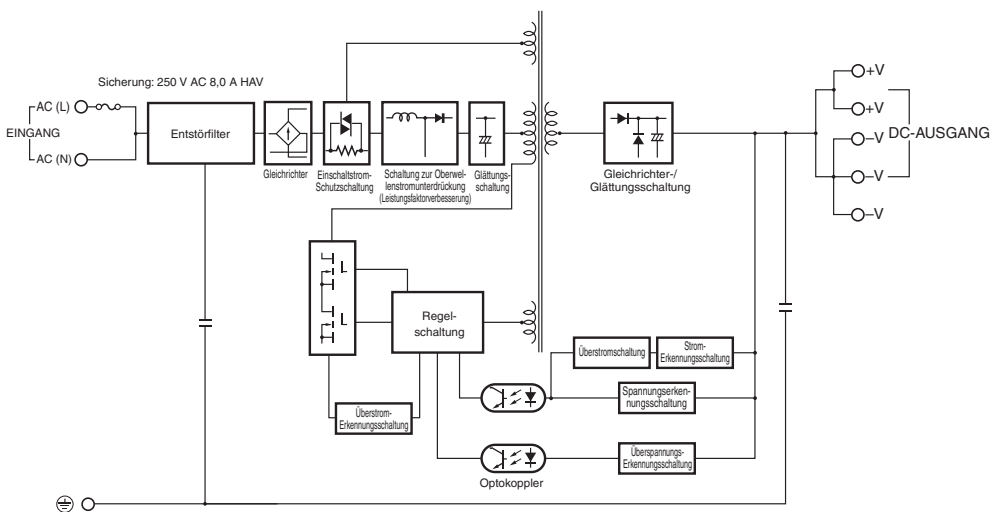 Sicherung: 250 V AC 8,0 A HAV
AC (L)
EINGANG
AC (N)
Entstörfilter
Gleichrichter
Einschaltstrom-
Schutzschaltung
Schaltung zur Oberwel-
lenstromunterdrückung
(Leistungsfaktorverbesserung)
Glättungs-
schaltung
Gleichrichter-/
Glättungsschaltung
+V
+V
–V
DC-AUSGANG
–V
–V
Regel-
schaltung
Überstromschaltung
Strom-
Erkennungsschaltung
Spannungserken-
nungsschaltung
Überstrom-
Erkennungsschaltung
Überspannungs-
Erkennungsschaltung
Optokoppler